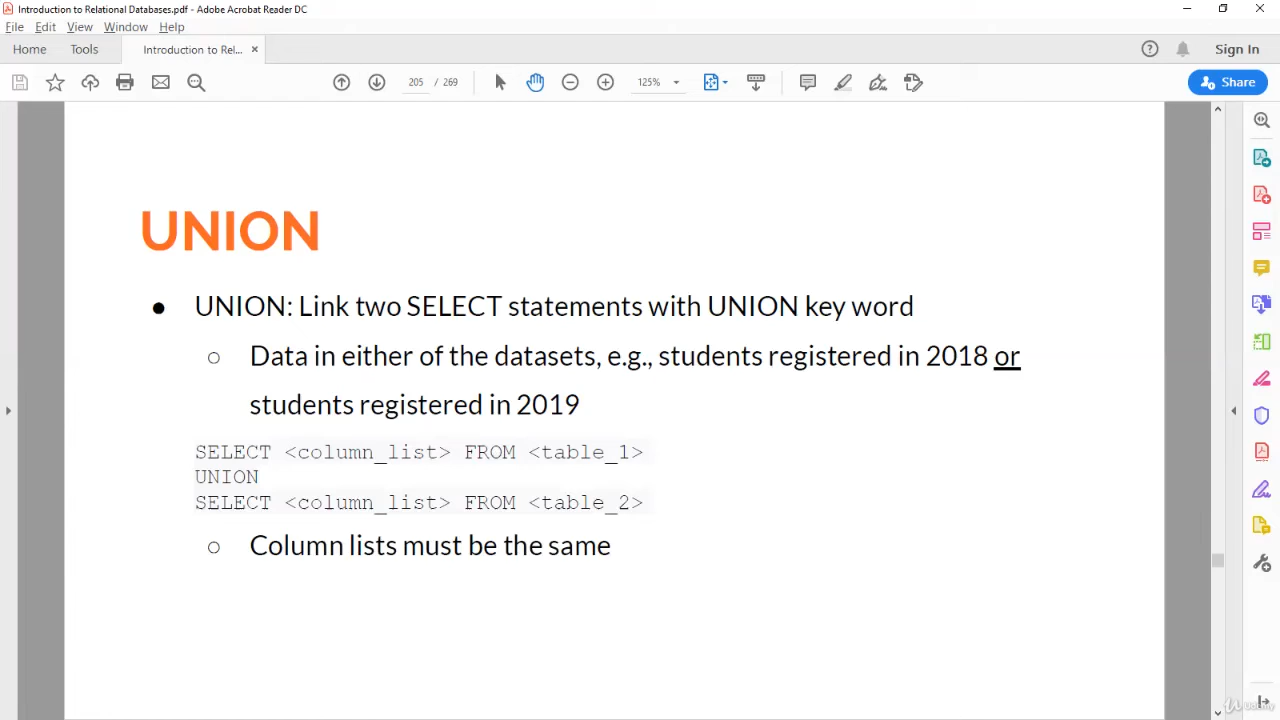 Introduction to Relational Databases.pdf - Adobe Acrobat Reader DC
File Edit View Window Help
Home Tools Introduction to Rel... × Sign In
205 / 269 125% Share
UNION
● UNION: Link two SELECT statements with UNION key word
○ Data in either of the datasets, e.g., students registered in 2018 or
students registered in 2019
SELECT <column_list> FROM <table_1>
UNION
SELECT <column_list> FROM <table_2>
○ Column lists must be the same
Udemy